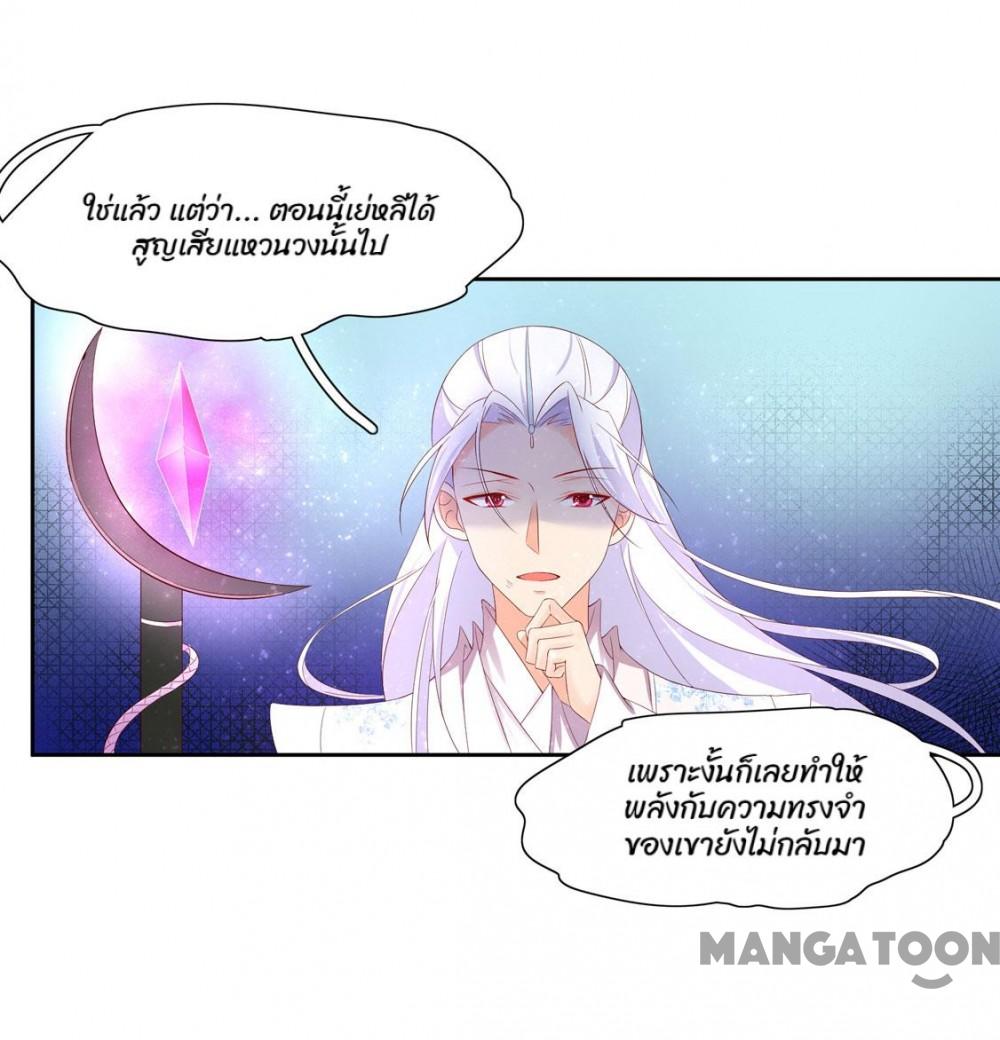 ใช่แล้ว แต่ว่า... ตอนนี้เย่หลีได้
สูญเสียแหวนวงนั้นไป
เพราะงั้นก็เลยทำให้
พลังกับความทรงจำ
ของเขายังไม่กลับมา
MANGATOON